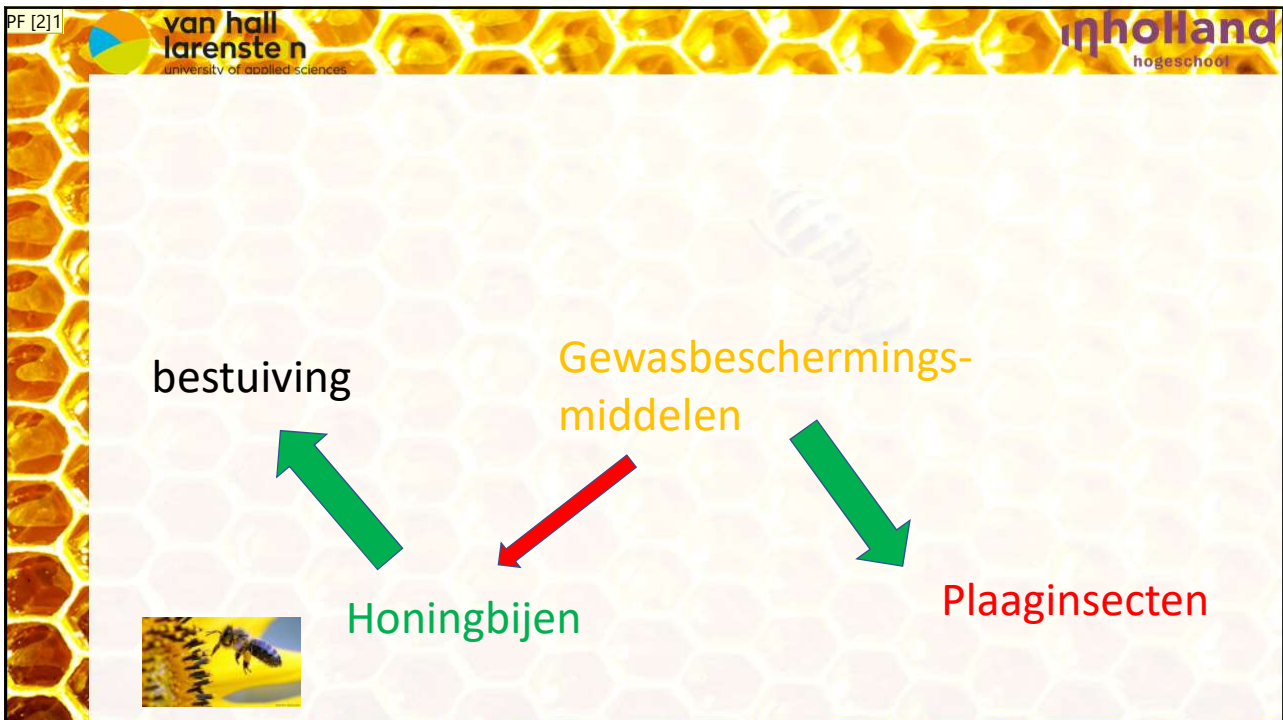 PF [2]1
van hall
larenste n
university of applied sciences
inholland
hogeschool
bestuiving
Gewasbeschermings-
middelen
Honingbijen
Plaaginsecten